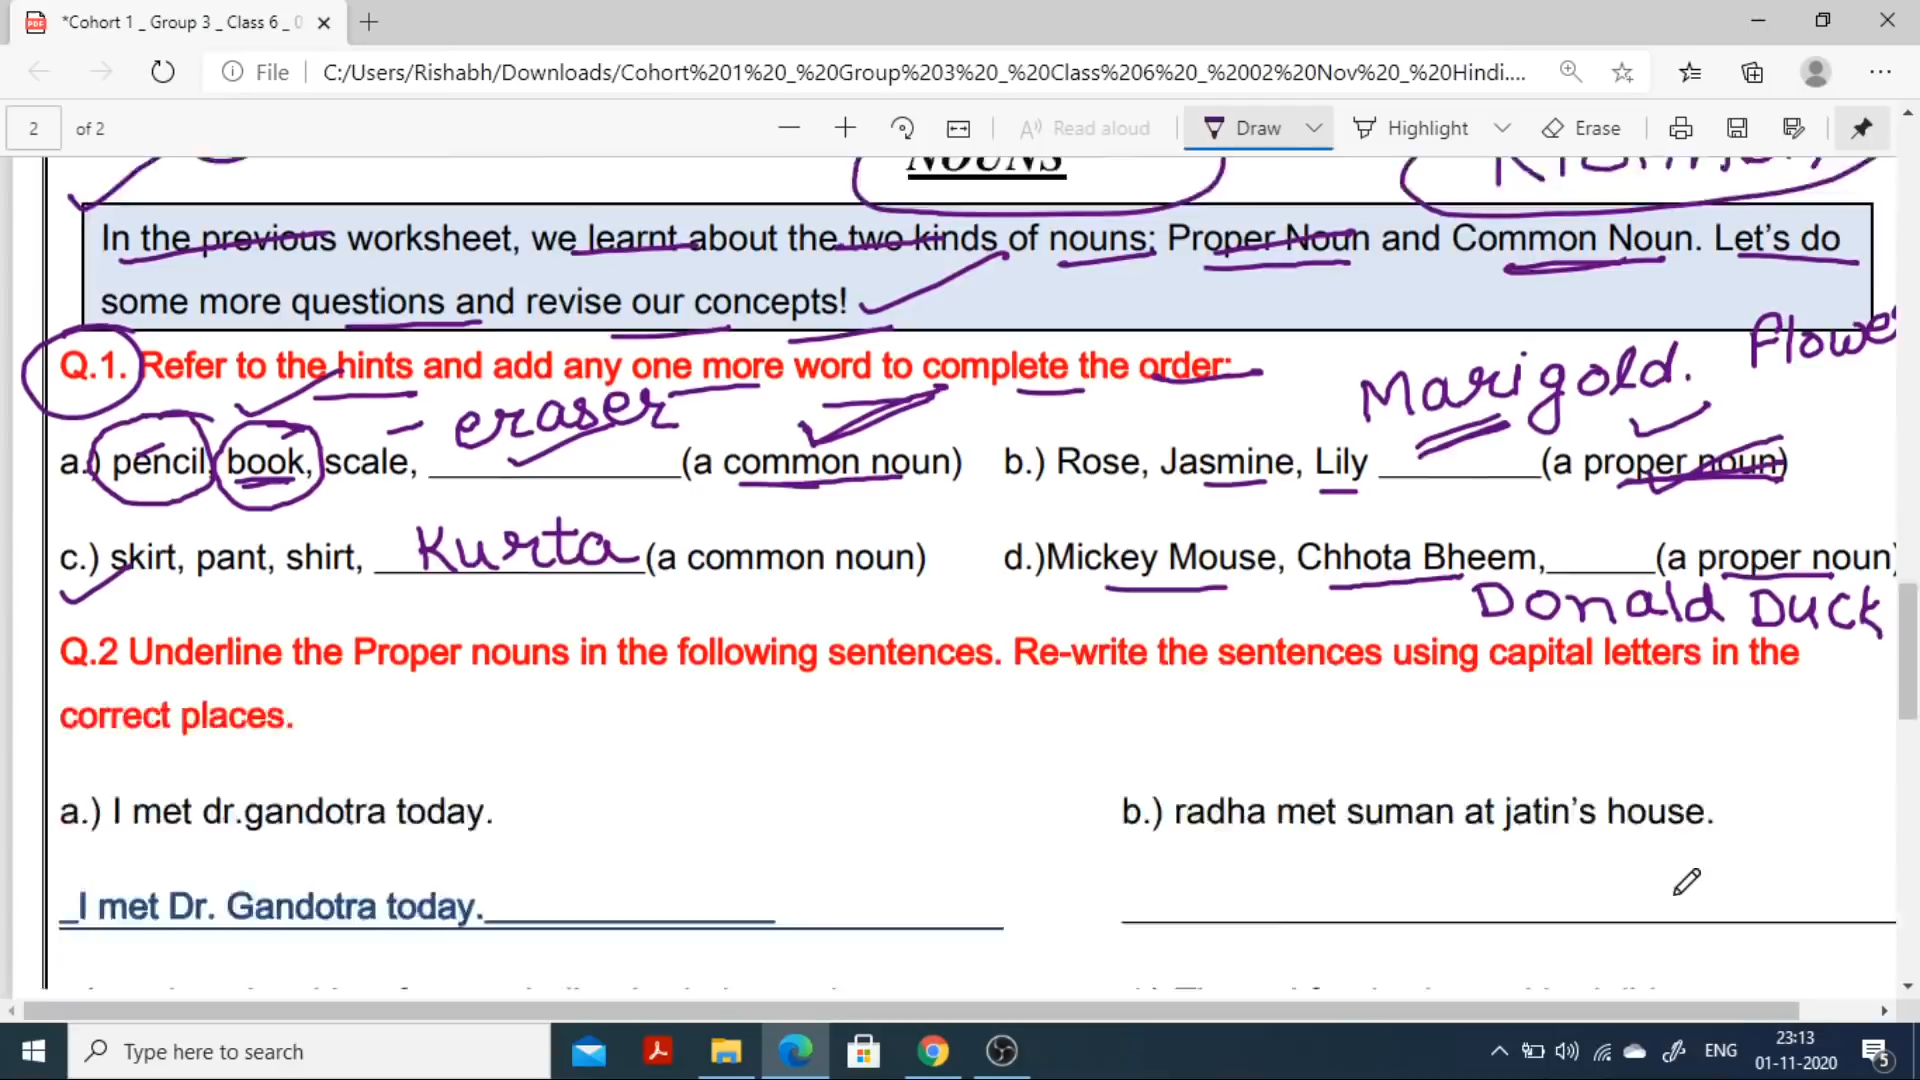 *Cohort 1 _ Group 3 _ Class 6 _ 0
File
C:/Users/Rishabh/Downloads/Cohort%201%20_%20Group%203%20_%20Class%206%20_%2002%20Nov%20_%20Hindi....
2 of 2
Read aloud
Draw
Highlight
Erase
NOUNS
In the previous worksheet, we learnt about the two kinds of nouns; Proper Noun and Common Noun. Let's do
some more questions and revise our concepts!
Flowe
Q.1. Refer to the hints and add any one more word to complete the order:
eraser
Marigold.
a.) pencil, book, scale, _____________(a common noun)
b.) Rose, Jasmine, Lily ________(a proper noun)
c.) skirt, pant, shirt, Kurta (a common noun)
d.)Mickey Mouse, Chhota Bheem,_____(a proper noun)
Donald Duck
Q.2 Underline the Proper nouns in the following sentences. Re-write the sentences using capital letters in the
correct places.
a.) I met dr.gandotra today.
b.) radha met suman at jatin's house.
_I met Dr. Gandotra today._______________
Type here to search
ENG
23:13
01-11-2020
5